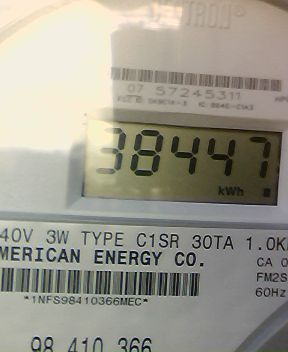 TRON®
07 57245311
38447
kWh
40V 3W TYPE C1SR 30TA 1.0K
MERICAN ENERGY CO.
CA 0
FM2S
60Hz
*1NFS98410366MEC*
98 410 366